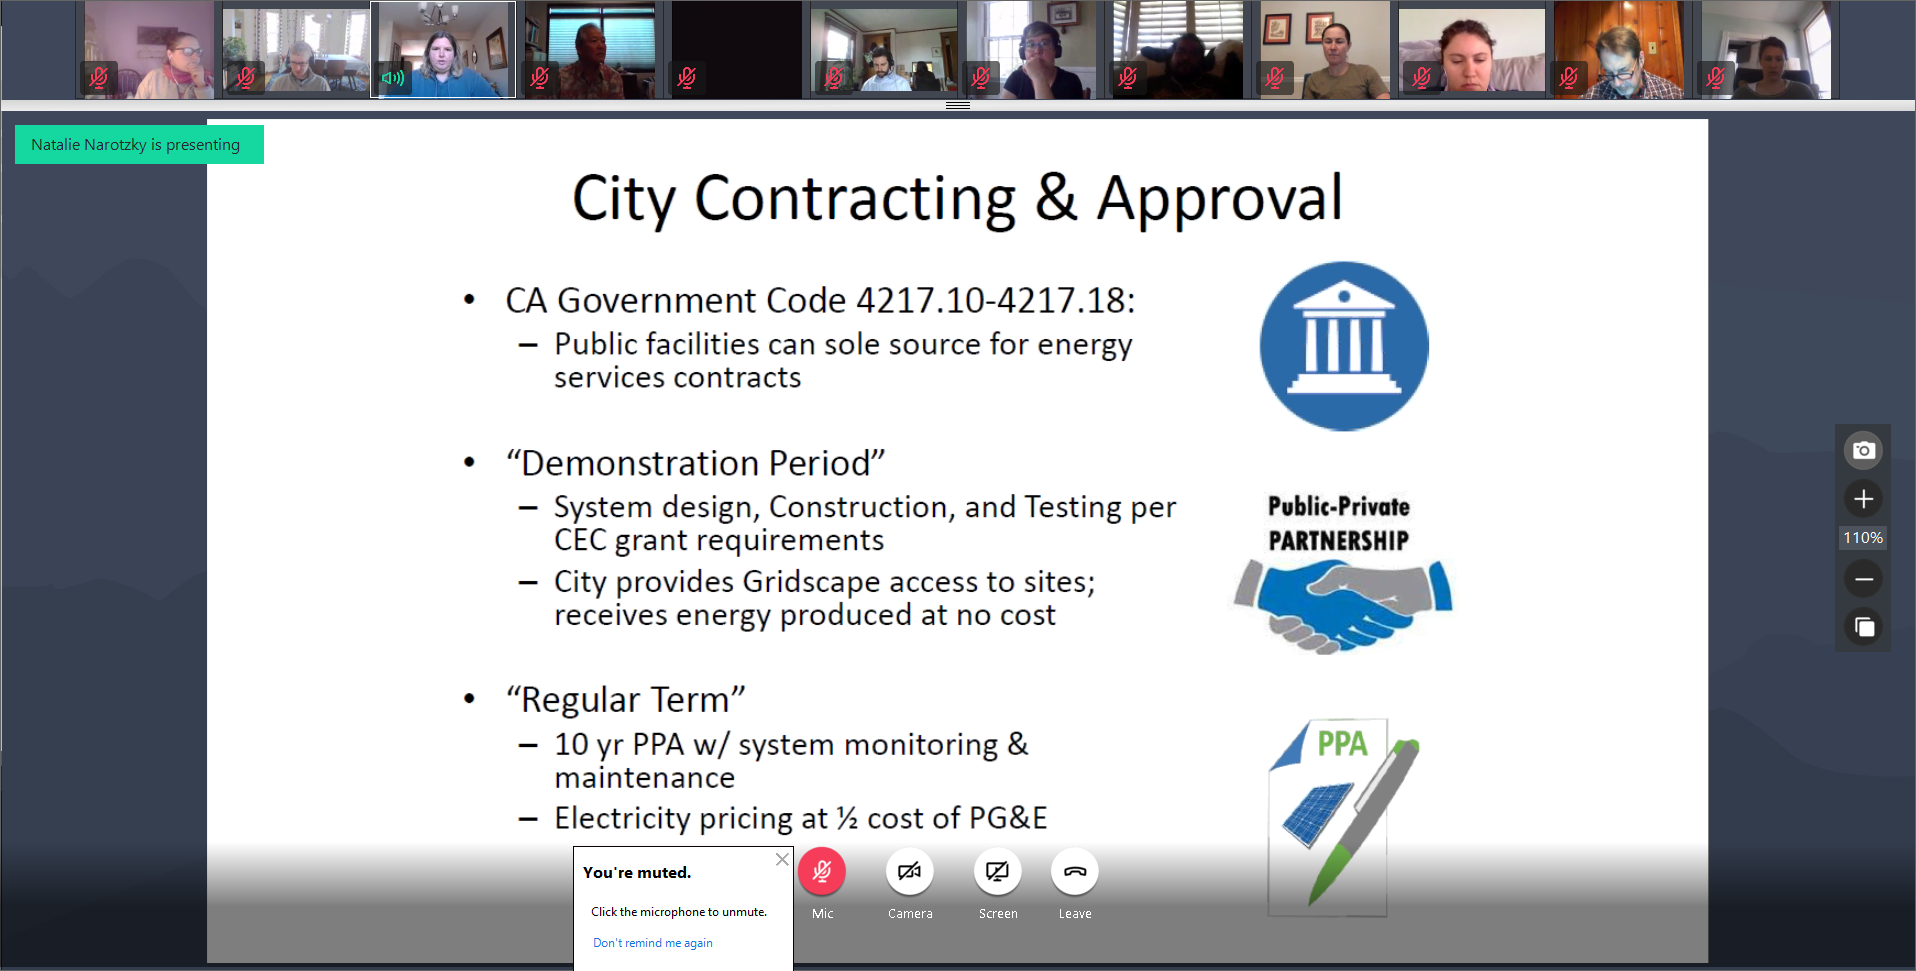 Natalie Narotzky is presenting
City Contracting & Approval
• CA Government Code 4217.10-4217.18:
– Public facilities can sole source for energy
services contracts
• “Demonstration Period”
– System design, Construction, and Testing per
CEC grant requirements
– City provides Gridscape access to sites;
receives energy produced at no cost
Public-Private
PARTNERSHIP
• “Regular Term”
– 10 yr PPA w/ system monitoring &
maintenance
– Electricity pricing at ½ cost of PG&E
PPA
110%
You're muted.
Click the microphone to unmute.
Don't remind me again
Mic
Camera
Screen
Leave